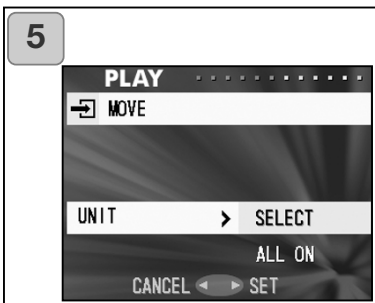 5
PLAY
MOVE
UNIT > SELECT
ALL ON
CANCEL ◄ ► SET